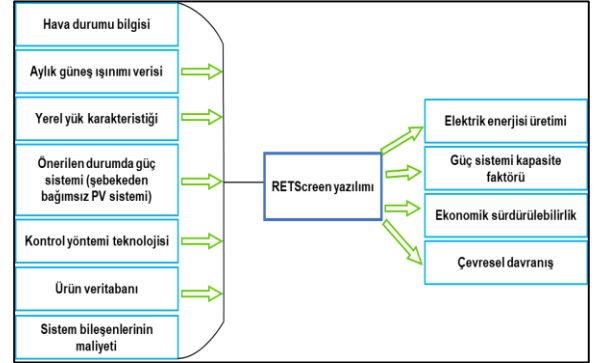 Hava durumu bilgisi
Aylık güneş ışınımı verisi
Yerel yük karakteristiği
Önerilen durumda güç
sistemi (şebekeden
bağımsız PV sistemi)
Kontrol yöntemi teknolojisi
Ürün veritabanı
Sistem bileşenlerinin
maliyeti
RETScreen yazılımı
Elektrik enerjisi üretimi
Güç sistemi kapasite
faktörü
Ekonomik sürdürülebilirlik
Çevresel davranış